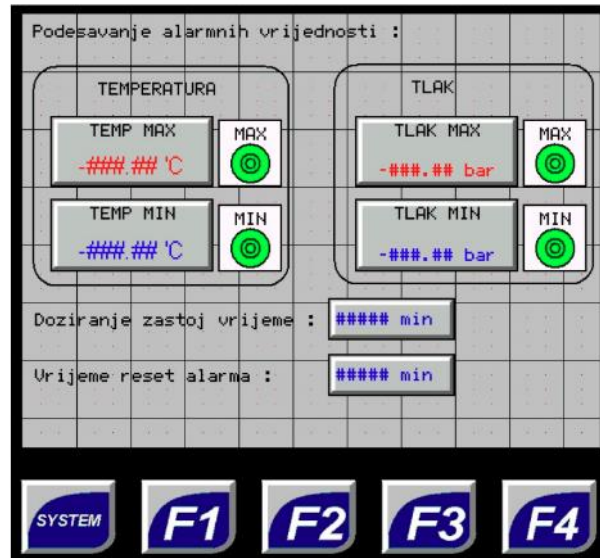 Podesavanje alarmnih vrijednosti :
TEMPERATURA
TEMP MAX
-###.## 'C
MAX
TEMP MIN
-###.## 'C
MIN
TLAK
TLAK MAX
-###.## bar
MAX
TLAK MIN
-###.## bar
MIN
Doziranje zastoj vrijeme : ##### min
Vrijeme reset alarma : ##### min
SYSTEM F1 F2 F3 F4